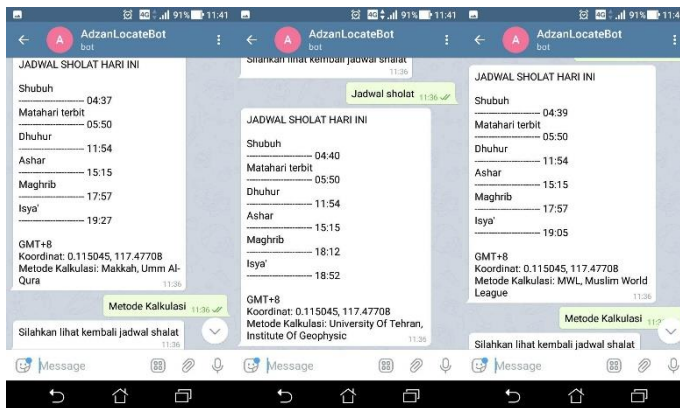 4G 91% 11:41
AdzanLocateBot
bot
A
JADWAL SHOLAT HARI INI
Shubuh
---------------------- 04:37
Matahari terbit
---------------------- 05:50
Dhuhur
---------------------- 11:54
Ashar
---------------------- 15:15
Maghrib
---------------------- 17:57
Isya'
---------------------- 19:27
GMT+8
Koordinat: 0.115045, 117.47708
Metode Kalkulasi: Makkah, Umm Al-
Qura
11:36
Metode Kalkulasi 11:36
Silahkan lihat kembali jadwal shalat
11:36
Message
4G 91% 11:41
AdzanLocateBot
bot
A
Silahkan lihat kembali jadwal shalat
11:36
Jadwal sholat 11:36
JADWAL SHOLAT HARI INI
Shubuh
---------------------- 04:40
Matahari terbit
---------------------- 05:50
Dhuhur
---------------------- 11:54
Ashar
---------------------- 15:15
Maghrib
---------------------- 18:12
Isya'
---------------------- 18:52
GMT+8
Koordinat: 0.115045, 117.47708
Metode Kalkulasi: University Of Tehran,
Institute Of Geophysic
11:36
Message
4G 91% 11:4
AdzanLocateBot
bot
A
JADWAL SHOLAT HARI INI
Shubuh
---------------------- 04:39
Matahari terbit
---------------------- 05:50
Dhuhur
---------------------- 11:54
Ashar
---------------------- 15:15
Maghrib
---------------------- 17:57
Isya'
---------------------- 19:05
GMT+8
Koordinat: 0.115045, 117.47708
Metode Kalkulasi: MWL, Muslim World
League
11:36
Metode Kalkulasi
Silahkan lihat kembali jadwal shalat
Message